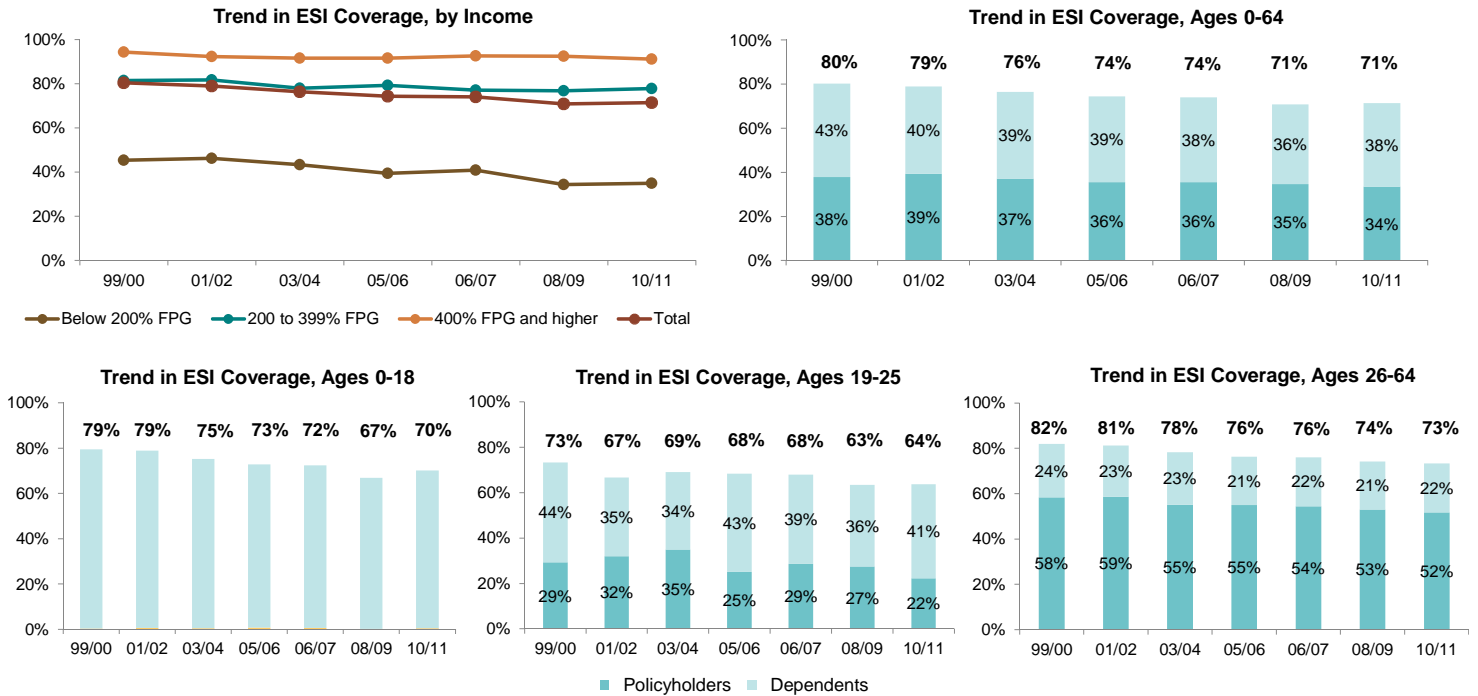 Trend in ESI Coverage, by Income
100%
80%
60%
40%
20%
0%
99/00 01/02 03/04 05/06 06/07 08/09 10/11
Below 200% FPG 200 to 399% FPG 400% FPG and higher Total
Trend in ESI Coverage, Ages 0-64
100%
80%
60%
40%
20%
0%
80% 79% 76% 74% 74% 71% 71%
43% 40% 39% 39% 38% 36% 38%
38% 39% 37% 36% 36% 35% 34%
99/00 01/02 03/04 05/06 06/07 08/09 10/11
Trend in ESI Coverage, Ages 0-18
100%
80%
60%
40%
20%
0%
79% 79% 75% 73% 72% 67% 70%
99/00 01/02 03/04 05/06 06/07 08/09 10/11
Trend in ESI Coverage, Ages 19-25
100%
80%
60%
40%
20%
0%
73% 67% 69% 68% 68% 63% 64%
44% 35% 34% 43% 39% 36% 41%
29% 32% 35% 25% 29% 27% 22%
99/00 01/02 03/04 05/06 06/07 08/09 10/11
Trend in ESI Coverage, Ages 26-64
100%
80%
60%
40%
20%
0%
82% 81% 78% 76% 76% 74% 73%
24% 23% 23% 21% 22% 21% 22%
58% 59% 55% 55% 54% 53% 52%
99/00 01/02 03/04 05/06 06/07 08/09 10/11
Policyholders Dependents